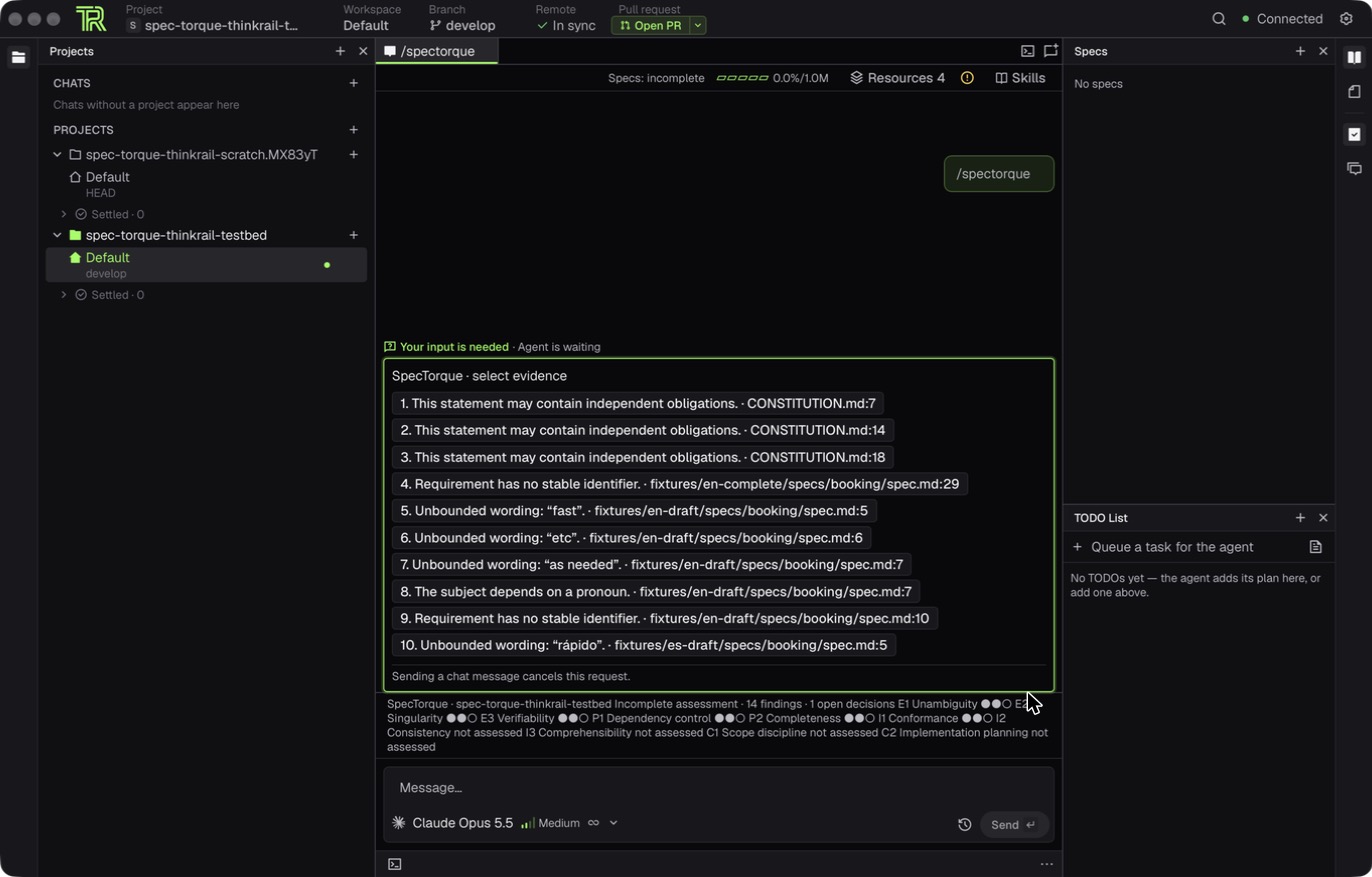 TR
Project
S spec-torque-thinkrail-t...
Workspace
Default
Branch
develop
Remote
In sync
Pull request
Open PR
Connected
Projects
CHATS
Chats without a project appear here
PROJECTS
spec-torque-thinkrail-scratch.MX83yT
Default
HEAD
Settled · 0
spec-torque-thinkrail-testbed
Default
develop
Settled · 0
/spectorque
Specs: incomplete 0.0%/1.0M Resources 4 Skills
/spectorque
Your input is needed · Agent is waiting
SpecTorque · select evidence
1. This statement may contain independent obligations. · CONSTITUTION.md:7
2. This statement may contain independent obligations. · CONSTITUTION.md:14
3. This statement may contain independent obligations. · CONSTITUTION.md:18
4. Requirement has no stable identifier. · fixtures/en-complete/specs/booking/spec.md:29
5. Unbounded wording: “fast”. · fixtures/en-draft/specs/booking/spec.md:5
6. Unbounded wording: “etc”. · fixtures/en-draft/specs/booking/spec.md:6
7. Unbounded wording: “as needed”. · fixtures/en-draft/specs/booking/spec.md:7
8. The subject depends on a pronoun. · fixtures/en-draft/specs/booking/spec.md:7
9. Requirement has no stable identifier. · fixtures/en-draft/specs/booking/spec.md:10
10. Unbounded wording: “rápido”. · fixtures/es-draft/specs/booking/spec.md:5
Sending a chat message cancels this request.
SpecTorque · spec-torque-thinkrail-testbed Incomplete assessment · 14 findings · 1 open decisions E1 Unambiguity ●●○ E2
Singularity ●●○ E3 Verifiability ●●○ P1 Dependency control ●●○ P2 Completeness ●●○ I1 Conformance ●●○ I2
Consistency not assessed I3 Comprehensibility not assessed C1 Scope discipline not assessed C2 Implementation planning not
assessed
Message...
Claude Opus 5.5 Medium
Send
Specs
No specs
TODO List
Queue a task for the agent
No TODOs yet — the agent adds its plan here, or
add one above.